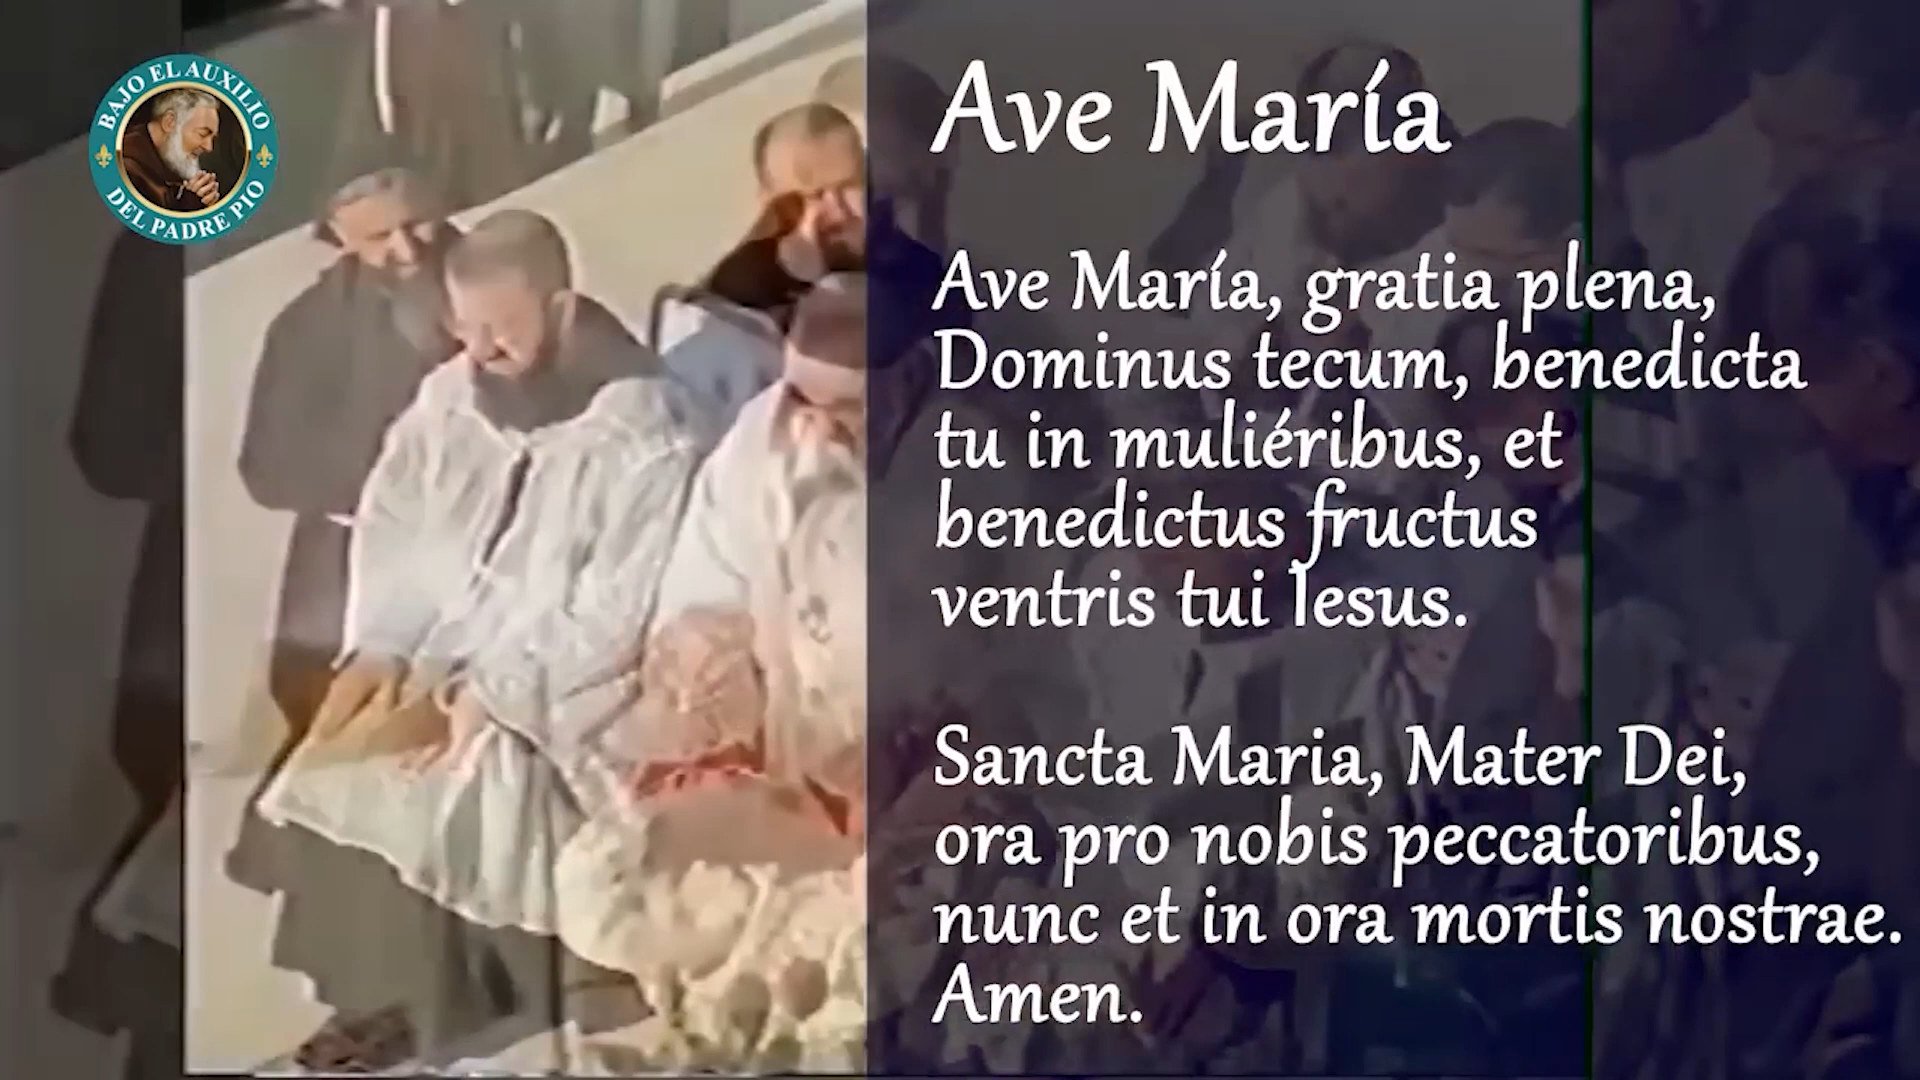 BAJO EL AUXILIO
DEL PADRE PIO
Ave María
Ave María, gratia plena,
Dominus tecum, benedicta
tu in muliéribus, et
benedictus fructus
ventris tui Iesus.
Sancta Maria, Mater Dei,
ora pro nobis peccatoribus,
nunc et in ora mortis nostrae.
Amen.